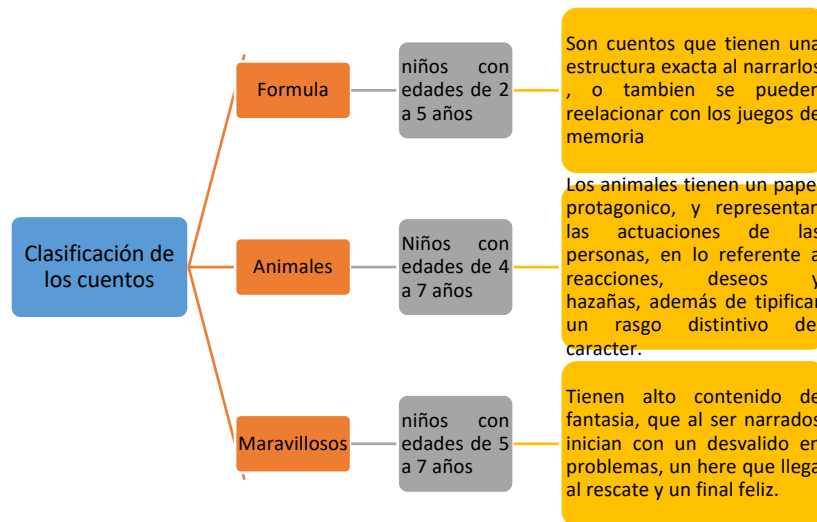 Clasificación de
los cuentos
Formula
niños con
edades de 2
a 5 años
Son cuentos que tienen una
estructura exacta al narrarlos
, o tambien se pueden
reelacionar con los juegos de
memoria
Animales
Niños con
edades de 4
a 7 años
Los animales tienen un pape
protagonico, y representan
las actuaciones de las
personas, en lo referente a
reacciones, deseos y
hazañas, además de tipificar
un rasgo distintivo de
caracter.
Maravillosos
niños con
edades de 5
a 7 años
Tienen alto contenido de
fantasia, que al ser narrados
inician con un desvalido en
problemas, un here que llega
al rescate y un final feliz.